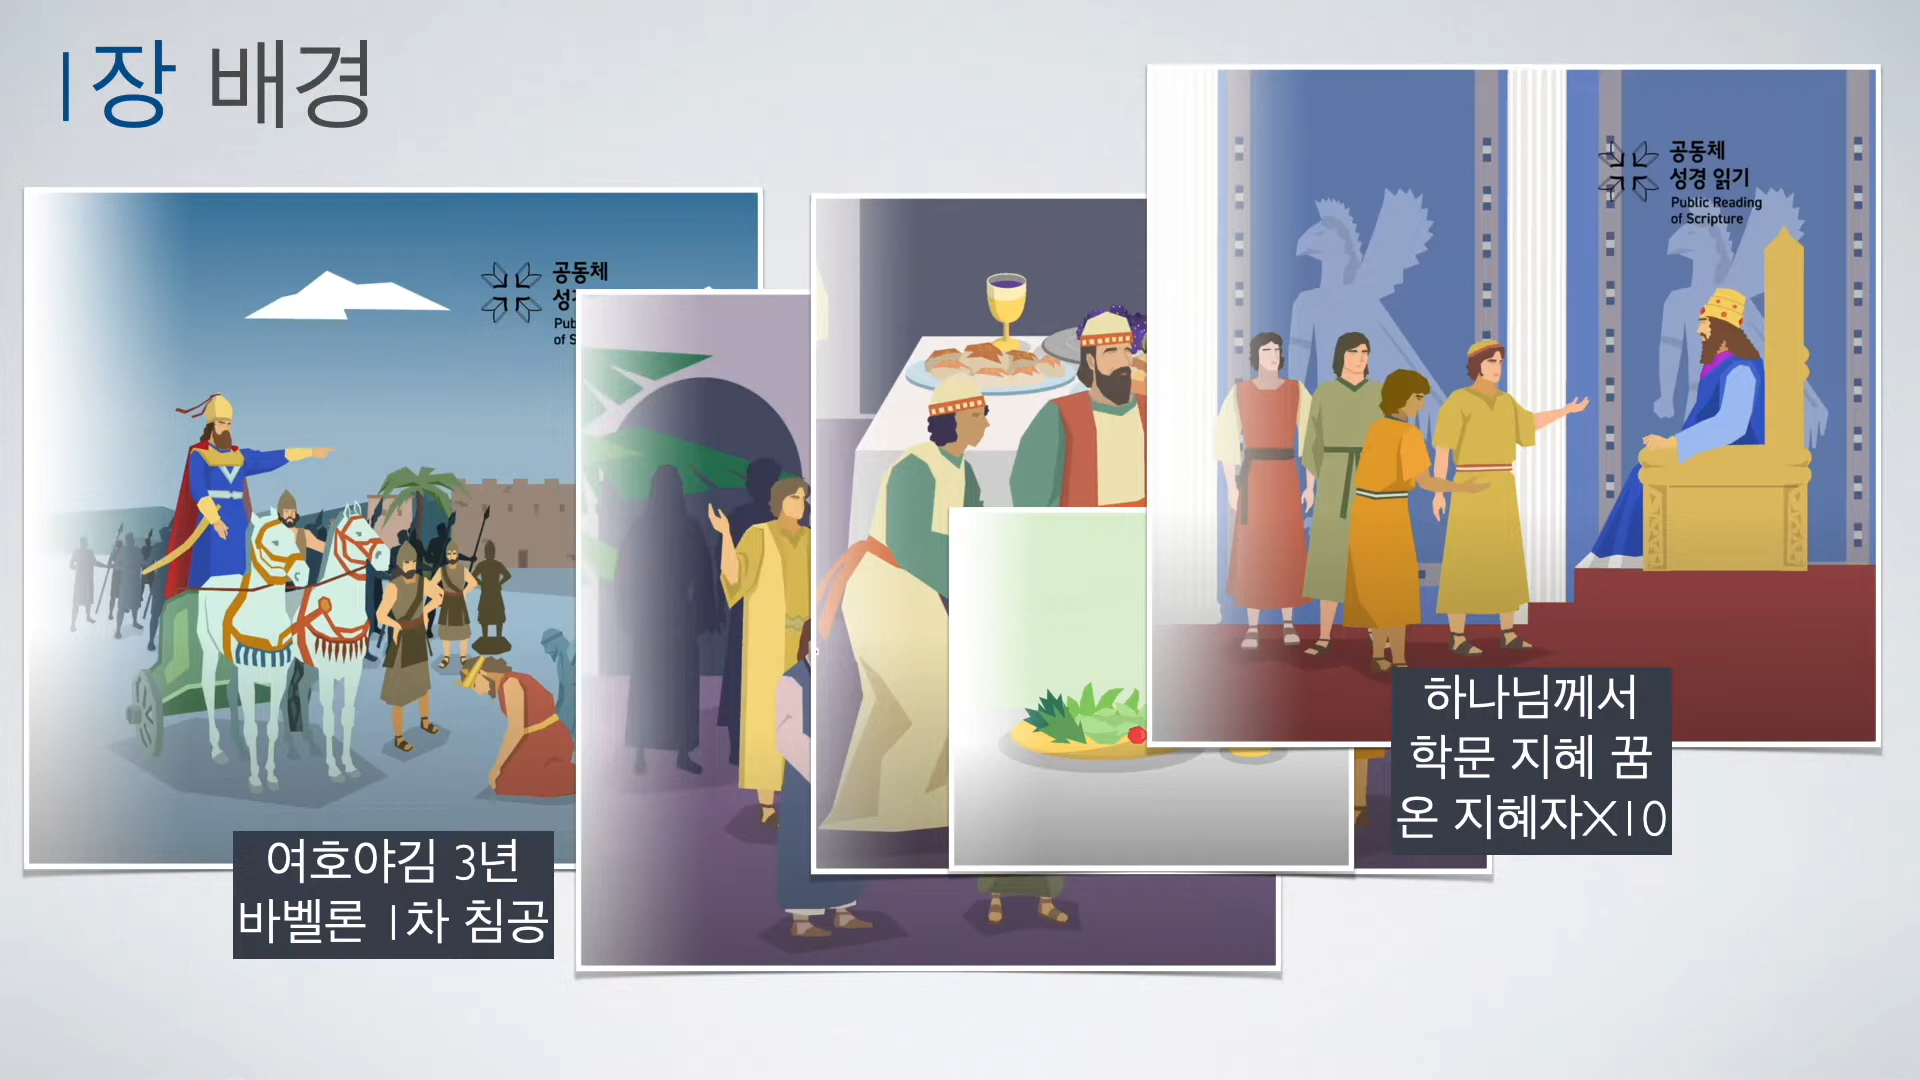 1장 배경
공동체
Pub
of S
공동체
성경 읽기
Public Reading
of Scripture
여호야김 3년
바벨론 1차 침공
하나님께서
학문 지혜 꿈
온 지혜자X10